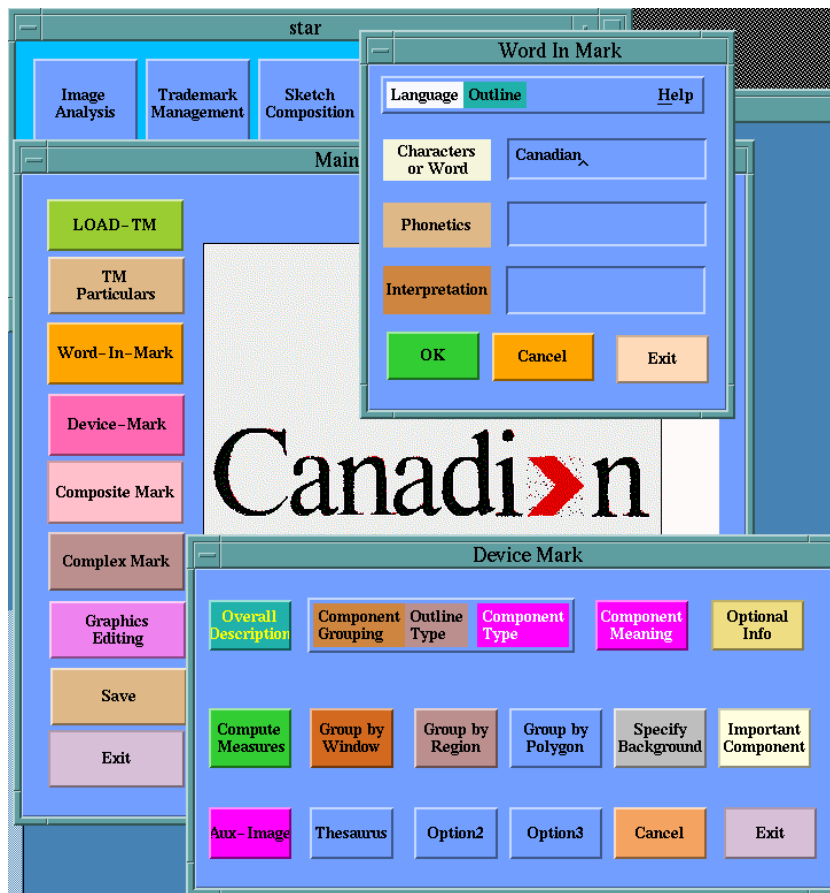 star
Image
Analysis
Trademark
Management
Sketch
Composition
Word In Mark
Language Outline Help
Characters
or Word
Canadian
Phonetics
Interpretation
OK
Cancel
Exit
Main
LOAD-TM
TM
Particulars
Word-In-Mark
Device-Mark
Composite Mark
Complex Mark
Graphics
Editing
Save
Exit
Canadi n
Device Mark
Overall
Description
Component
Grouping
Outline
Type
Component
Type
Component
Meaning
Optional
Info
Compute
Measures
Group by
Window
Group by
Region
Group by
Polygon
Specify
Background
Important
Component
Aux-Image
Thesaurus
Option2
Option3
Cancel
Exit